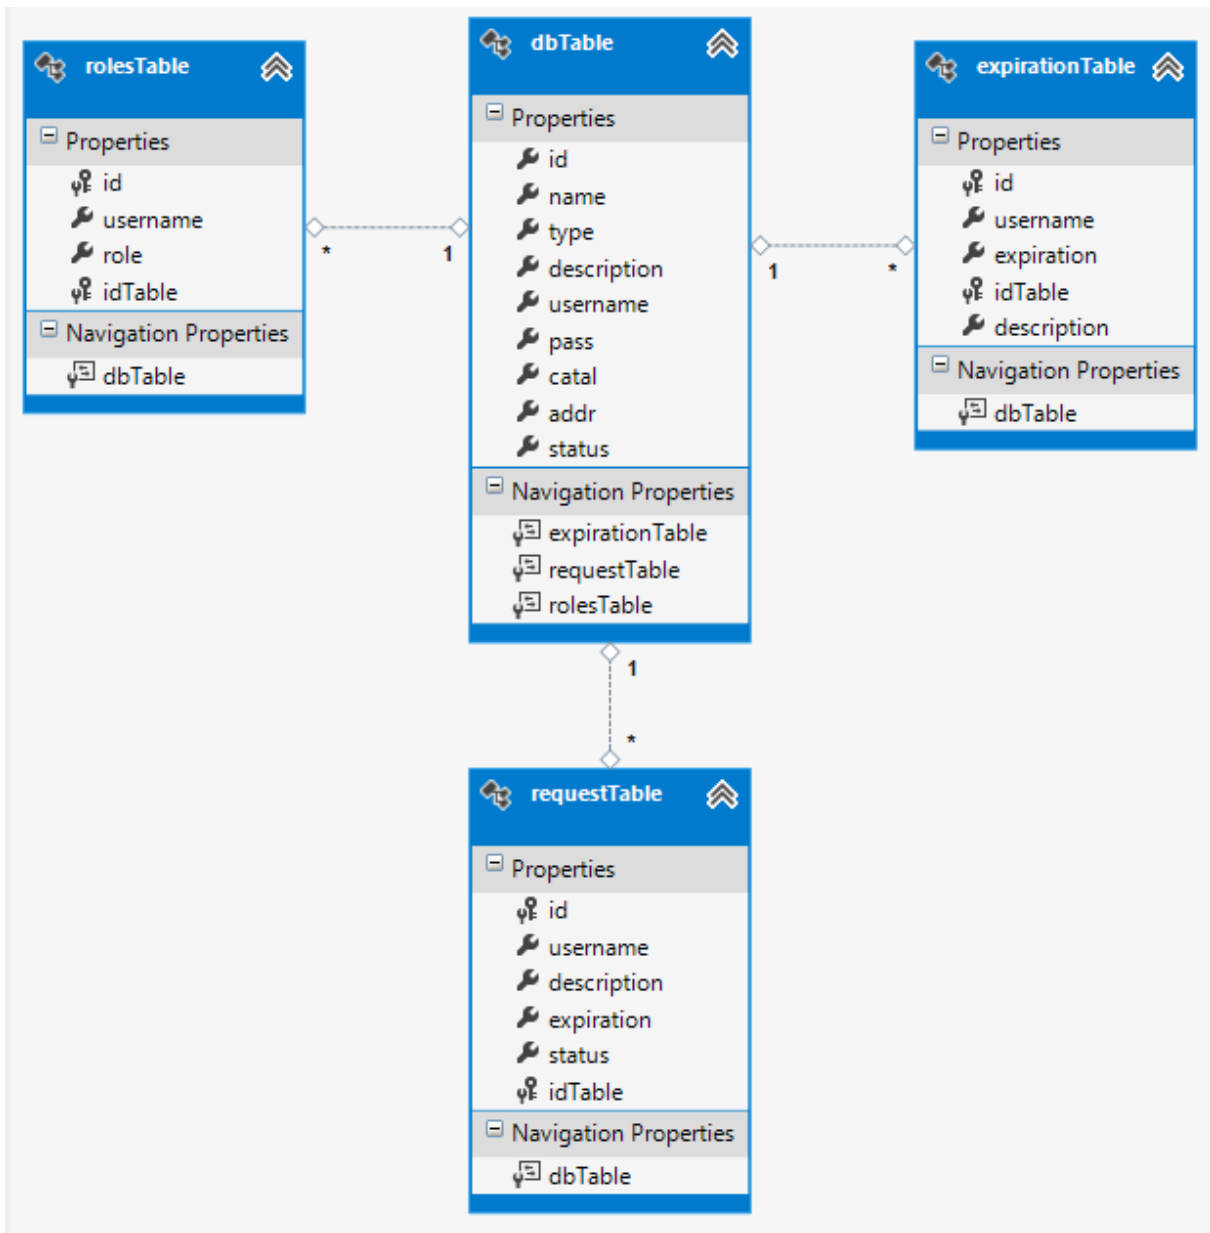 rolesTable
Properties
id
username
role
idTable
Navigation Properties
dbTable
*
1
dbTable
Properties
id
name
type
description
username
pass
catal
addr
status
Navigation Properties
expirationTable
requestTable
rolesTable
1
*
expirationTable
Properties
id
username
expiration
idTable
description
Navigation Properties
dbTable
1
*
requestTable
Properties
id
username
description
expiration
status
idTable
Navigation Properties
dbTable